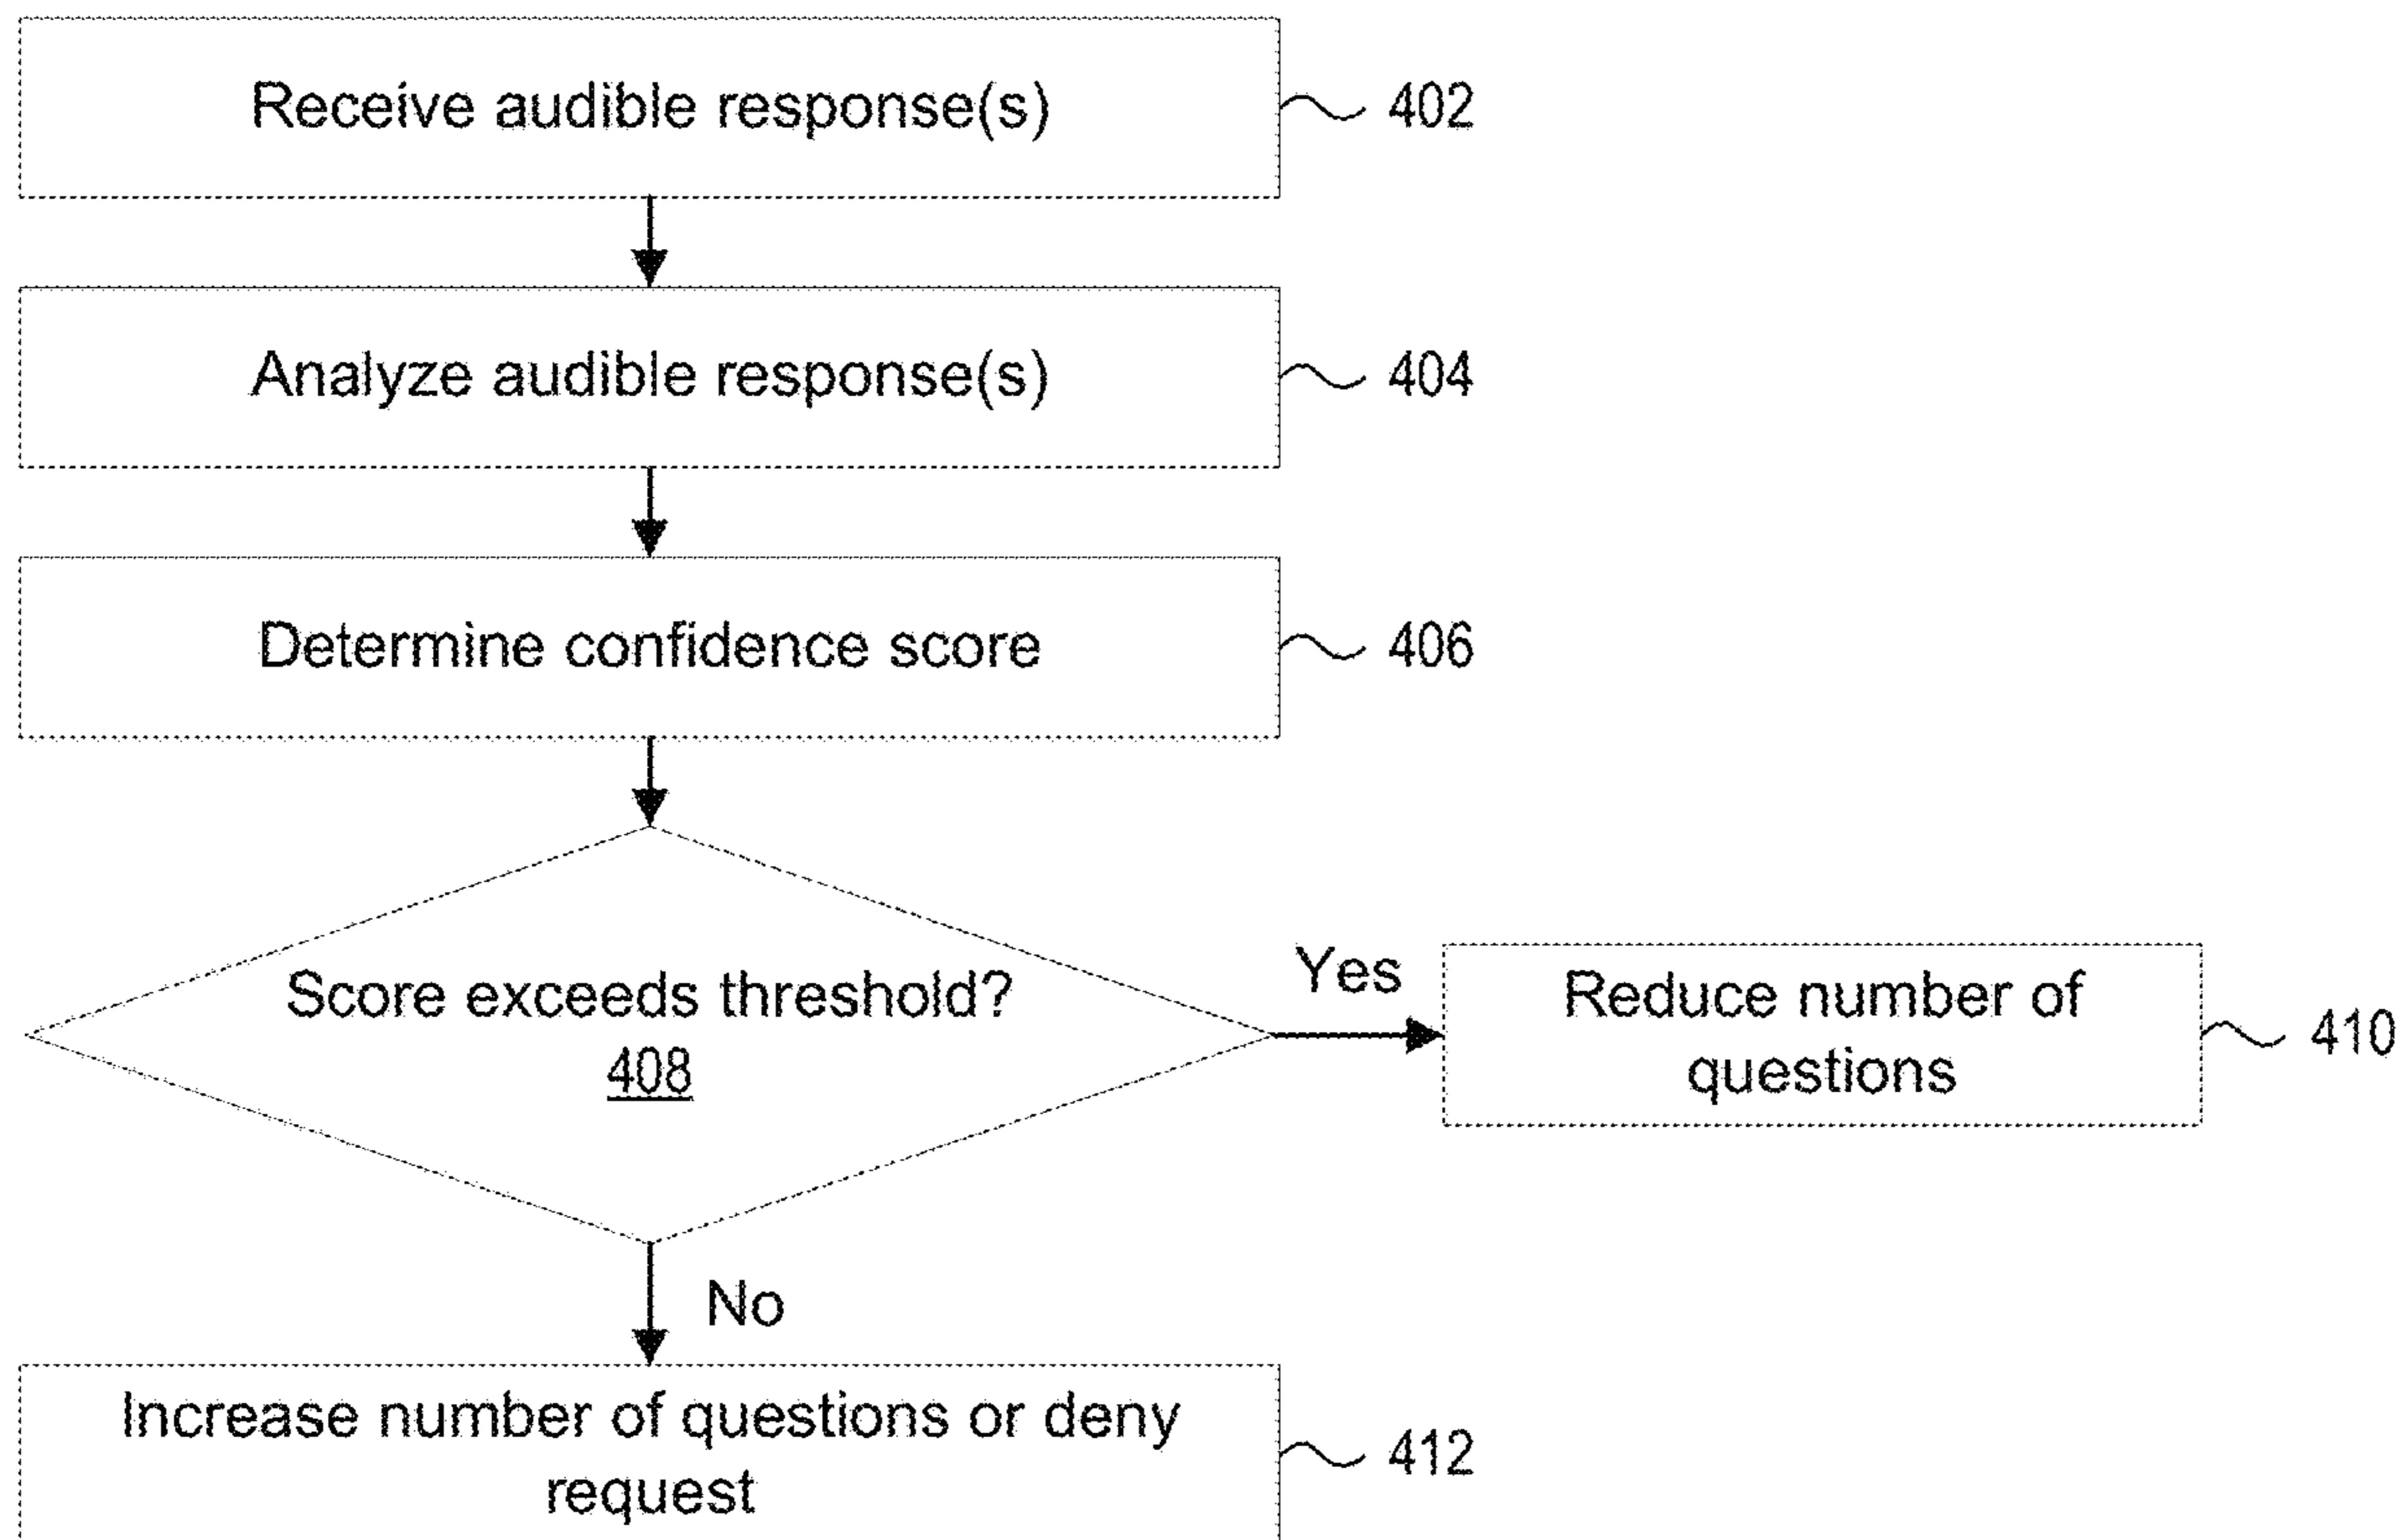 Receive audible response(s)
402
Analyze audible response(s)
404
Determine confidence score
406
Score exceeds threshold?
408
Yes
Reduce number of
questions
410
No
Increase number of questions or deny
request
412